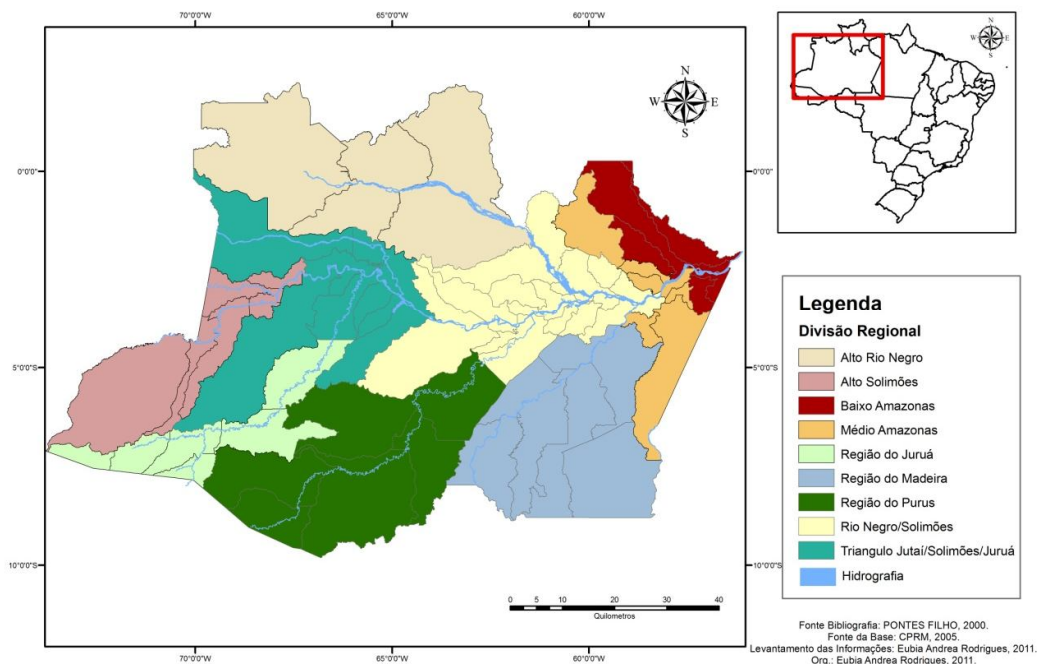 70°0'0"W 65°0'0"W 60°0'0"W
N
W E
S
N
W E
S
0°0'0" 0°0'0"
5°0'0"S 5°0'0"S
10°0'0"S 10°0'0"S
Legenda
Divisão Regional
Alto Rio Negro
Alto Solimões
Baixo Amazonas
Médio Amazonas
Região do Juruá
Região do Madeira
Região do Purus
Rio Negro/Solimões
Triangulo Jutaí/Solimões/Juruá
Hidrografia
0 5 10 20 30 40
Quilometros
70°0'0"W 65°0'0"W 60°0'0"W
Fonte Bibliografia: PONTES FILHO, 2000.
Fonte da Base: CPRM, 2005.
Levantamento das Informações: Eubia Andrea Rodrigues, 2011.
Org.: Eubia Andrea Rodrigues, 2011.